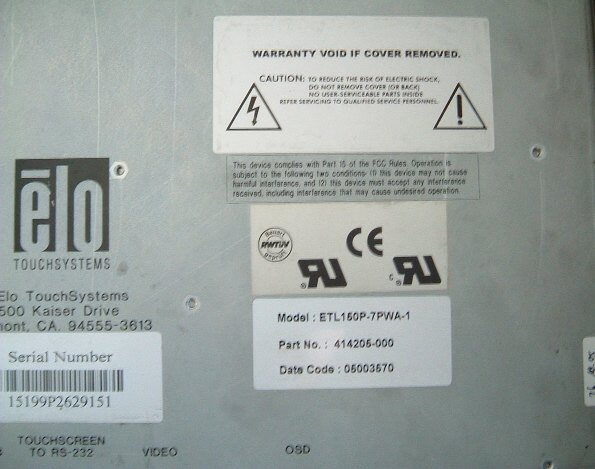 WARRANTY VOID IF COVER REMOVED.
CAUTION: TO REDUCE THE RISK OF ELECTRIC SHOCK,
DO NOT REMOVE COVER (OR BACK)
NO USER-SERVICEABLE PARTS INSIDE
REFER SERVICING TO QUALIFIED SERVICE PERSONNEL.
This device complies with Part 15 of the FCC Rules. Operation is
subject to the following two conditions: (1) this device may not cause
harmful interference, and (2) this device must accept any interference
received, including interference that may cause undesired operation.
ēlo
TOUCHSYSTEMS
Bauart
RWTÜV
geprüft
CE
Elo TouchSystems
500 Kaiser Drive
mont, CA. 94555-3613
Model : ETL150P-7PWA-1
Part No. : 414205-000
Date Code : 05003570
Serial Number
15199P2629151
TOUCHSCREEN
TO RS-232
VIDEO
OSD